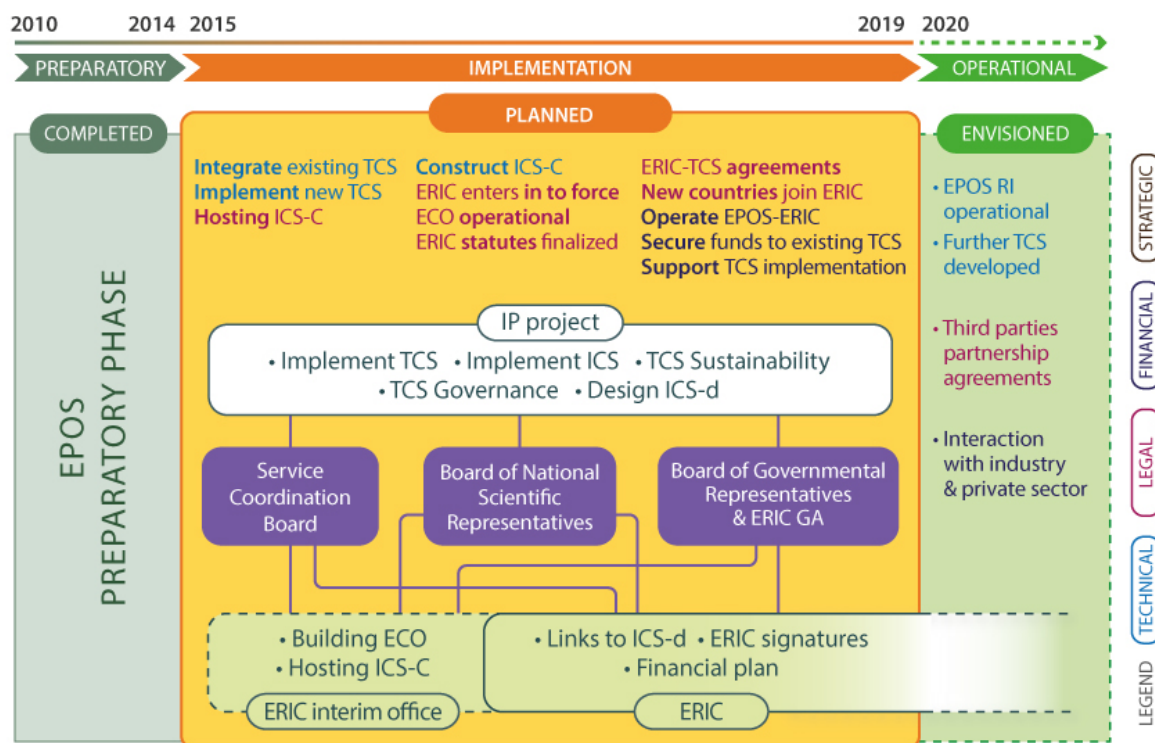 2010
2014
2015
2019
2020
PREPARATORY
IMPLEMENTATION
OPERATIONAL
COMPLETED
PLANNED
ENVISIONED
EPOS
PREPARATORY PHASE
Integrate existing TCS
Implement new TCS
Hosting ICS-C
Construct ICS-C
ERIC enters in to force
ECO operational
ERIC statutes finalized
ERIC-TCS agreements
New countries join ERIC
Operate EPOS-ERIC
Secure funds to existing TCS
Support TCS implementation
IP project
• Implement TCS • Implement ICS • TCS Sustainability
• TCS Governance • Design ICS-d
Service
Coordination
Board
Board of National
Scientific
Representatives
Board of Governmental
Representatives
& ERIC GA
• Building ECO
• Hosting ICS-C
ERIC interim office
• Links to ICS-d • ERIC signatures
• Financial plan
ERIC
• EPOS RI
operational
• Further TCS
developed
• Third parties
partnership
agreements
• Interaction
with industry
& private sector
STRATEGIC
FINANCIAL
LEGAL
TECHNICAL
LEGEND